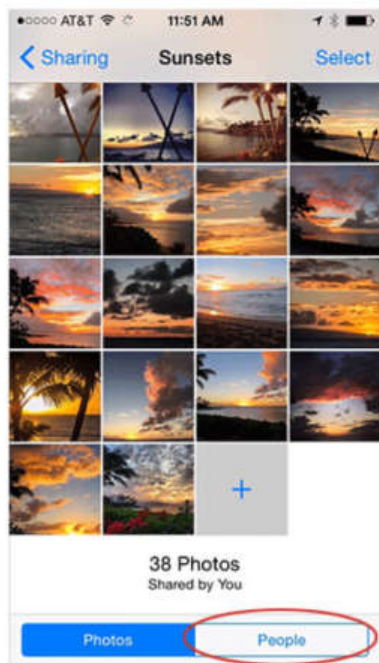 AT&T 11:51 AM
Sharing Sunsets Select
+
38 Photos
Shared by You
Photos People